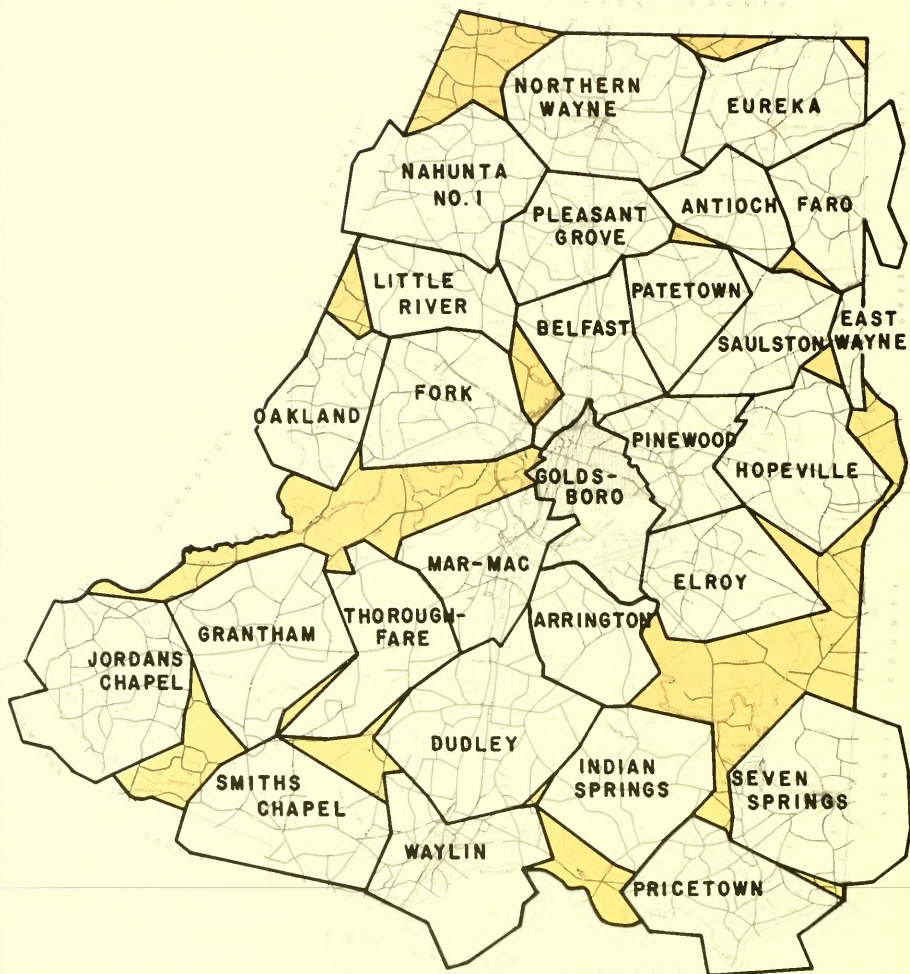 NORTHERN
WAYNE
EUREKA
NAHUNTA
NO. 1
PLEASANT
GROVE
ANTIOCH
FARO
LITTLE
RIVER
PATETOWN
BELFAST
SAULSTON
EAST
WAYNE
FORK
OAKLAND
PINEWOOD
HOPEVILLE
GOLDS-
BORO
MAR-MAC
ELROY
THOROUGH-
FARE
GRANTHAM
ARRINGTON
JORDANS
CHAPEL
DUDLEY
INDIAN
SPRINGS
SEVEN
SPRINGS
SMITHS
CHAPEL
WAYLIN
PRICETOWN